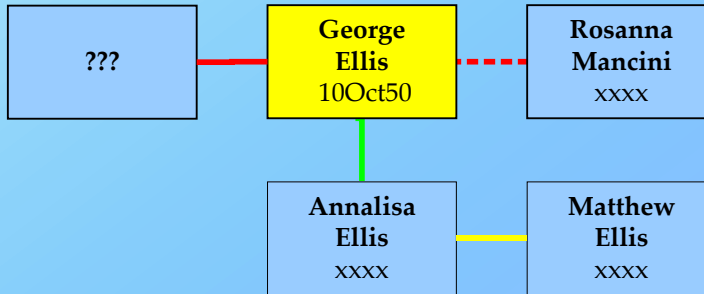 ???
George
Ellis
10Oct50
Rosanna
Mancini
xxxx
Annalisa
Ellis
xxxx
Matthew
Ellis
xxxx